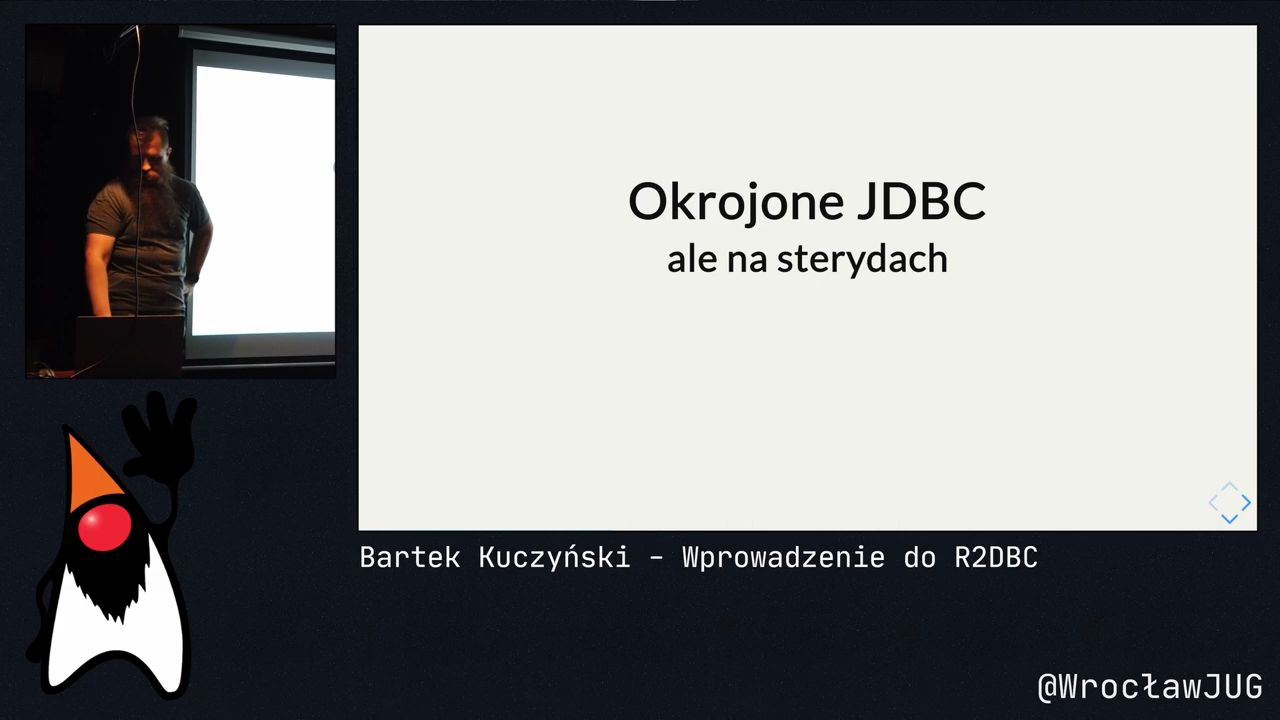 Okrojone JDBC
ale na sterydach
Bartek Kuczyński – Wprowadzenie do R2DBC
@WrocławJUG